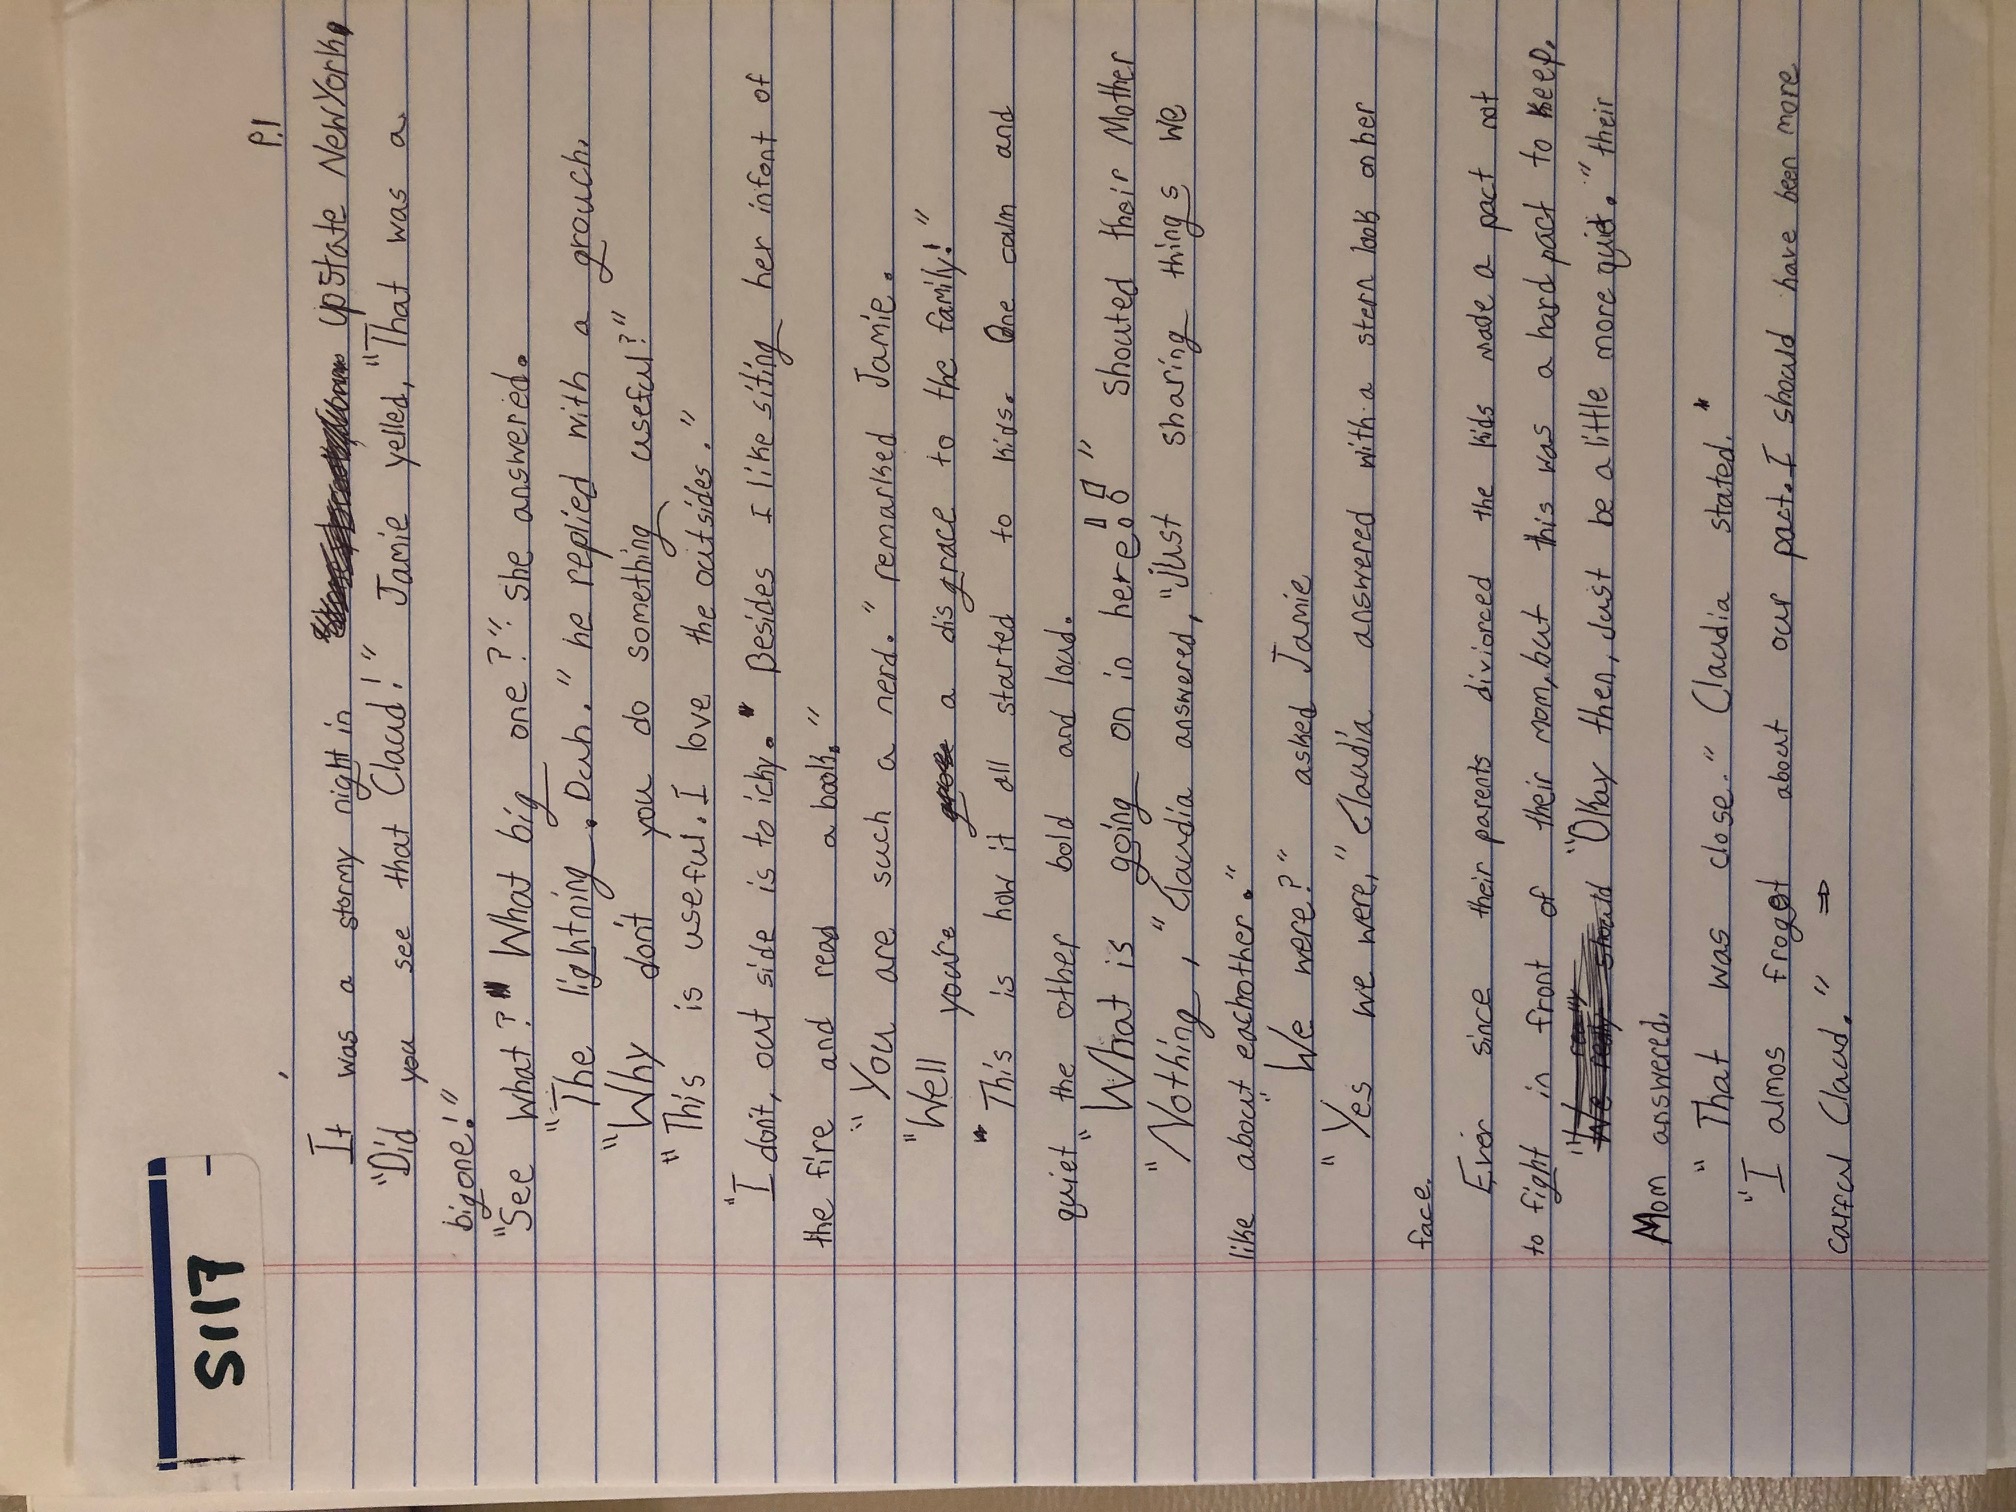 S117
P.1
It was a stormy night in upstate New York.
"Did you see that Claud!" Jamie yelled, "That was a
big one!"
"See what? What big one?" she answered.
"The lightning. Duh." he replied with a grouch.
"Why don't you do something useful?"
"This is useful. I love the outsides."
"I don't, out side is to icky. Besides I like siting her infont of
the fire and read a book."
"You are such a nerd." remarked Jamie.
"Well you're a disgrace to the family!"
This is how it all started to kids. One calm and
quiet the other bold and loud.
"What is going on in here!!" shouted their Mother
"Nothing, "Claudia answered, "just sharing things we
like about eachother."
"We were?" asked Jamie
"Yes we were," Claudia answered with a stern look on her
face.
Ever since their parents diviorced the kids made a pact not
to fight in front of their mom, but this was a hard pact to keep.
"Okay then, Just be a little more quiet." their
Mom answered.
"That was close." Claudia stated.
"I almos froget about our pact. I should have been more
carful Claud." ⇒